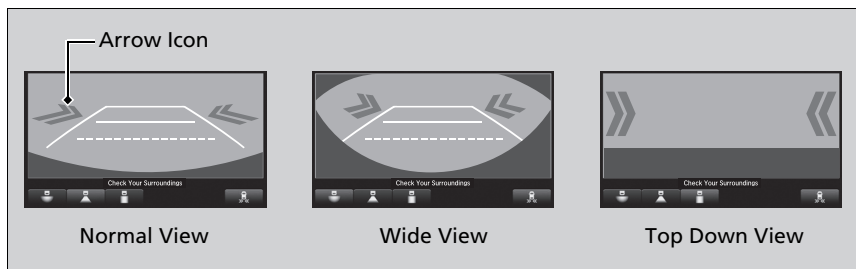 Arrow Icon
Check Your Surroundings
Check Your Surroundings
Check Your Surroundings
Normal View
Wide View
Top Down View